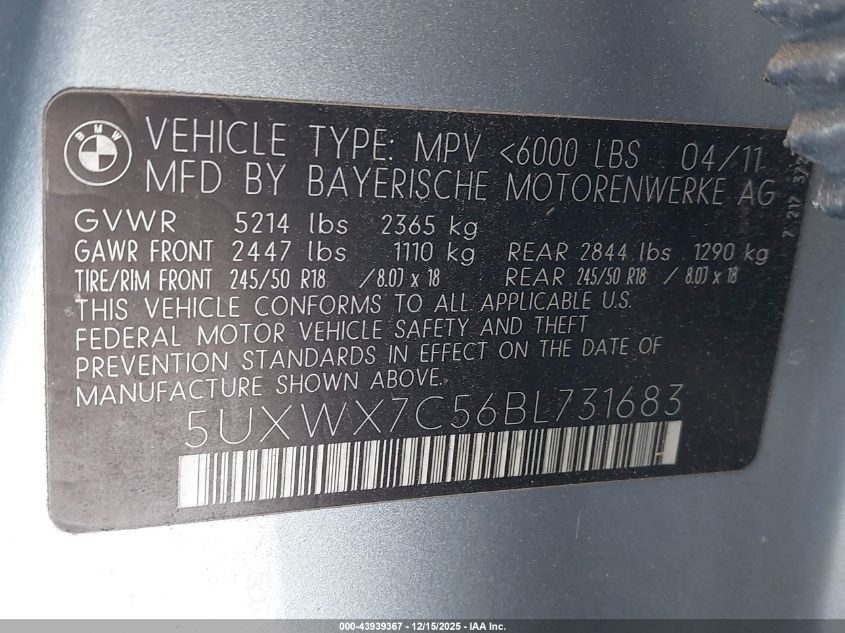 BMW
VEHICLE TYPE: MPV <6000 LBS 04/11
MFD BY BAYERISCHE MOTORENWERKE AG
GVWR 5214 lbs 2365 kg
GAWR FRONT 2447 lbs 1110 kg REAR 2844 lbs 1290 kg
TIRE/RIM FRONT 245/50 R18 / 8.0J x 18 REAR 245/50 R18 / 8.0J x 18
THIS VEHICLE CONFORMS TO ALL APPLICABLE U.S.
FEDERAL MOTOR VEHICLE SAFETY AND THEFT
PREVENTION STANDARDS IN EFFECT ON THE DATE OF
MANUFACTURE SHOWN ABOVE.
5UXWX7C56BL731683
000-43939367 - 12/15/2025 - IAA Inc.